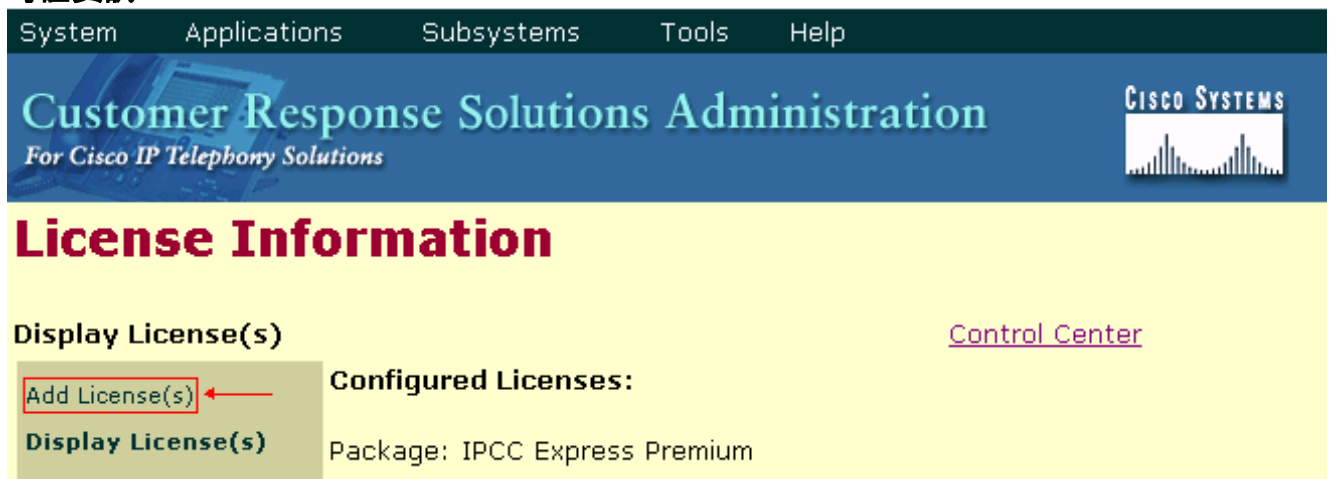 System Applications Subsystems Tools Help
Customer Response Solutions Administration
For Cisco IP Telephony Solutions
CISCO SYSTEMS
License Information
Display License(s) Control Center
Add License(s) Configured Licenses:
Display License(s) Package: IPCC Express Premium